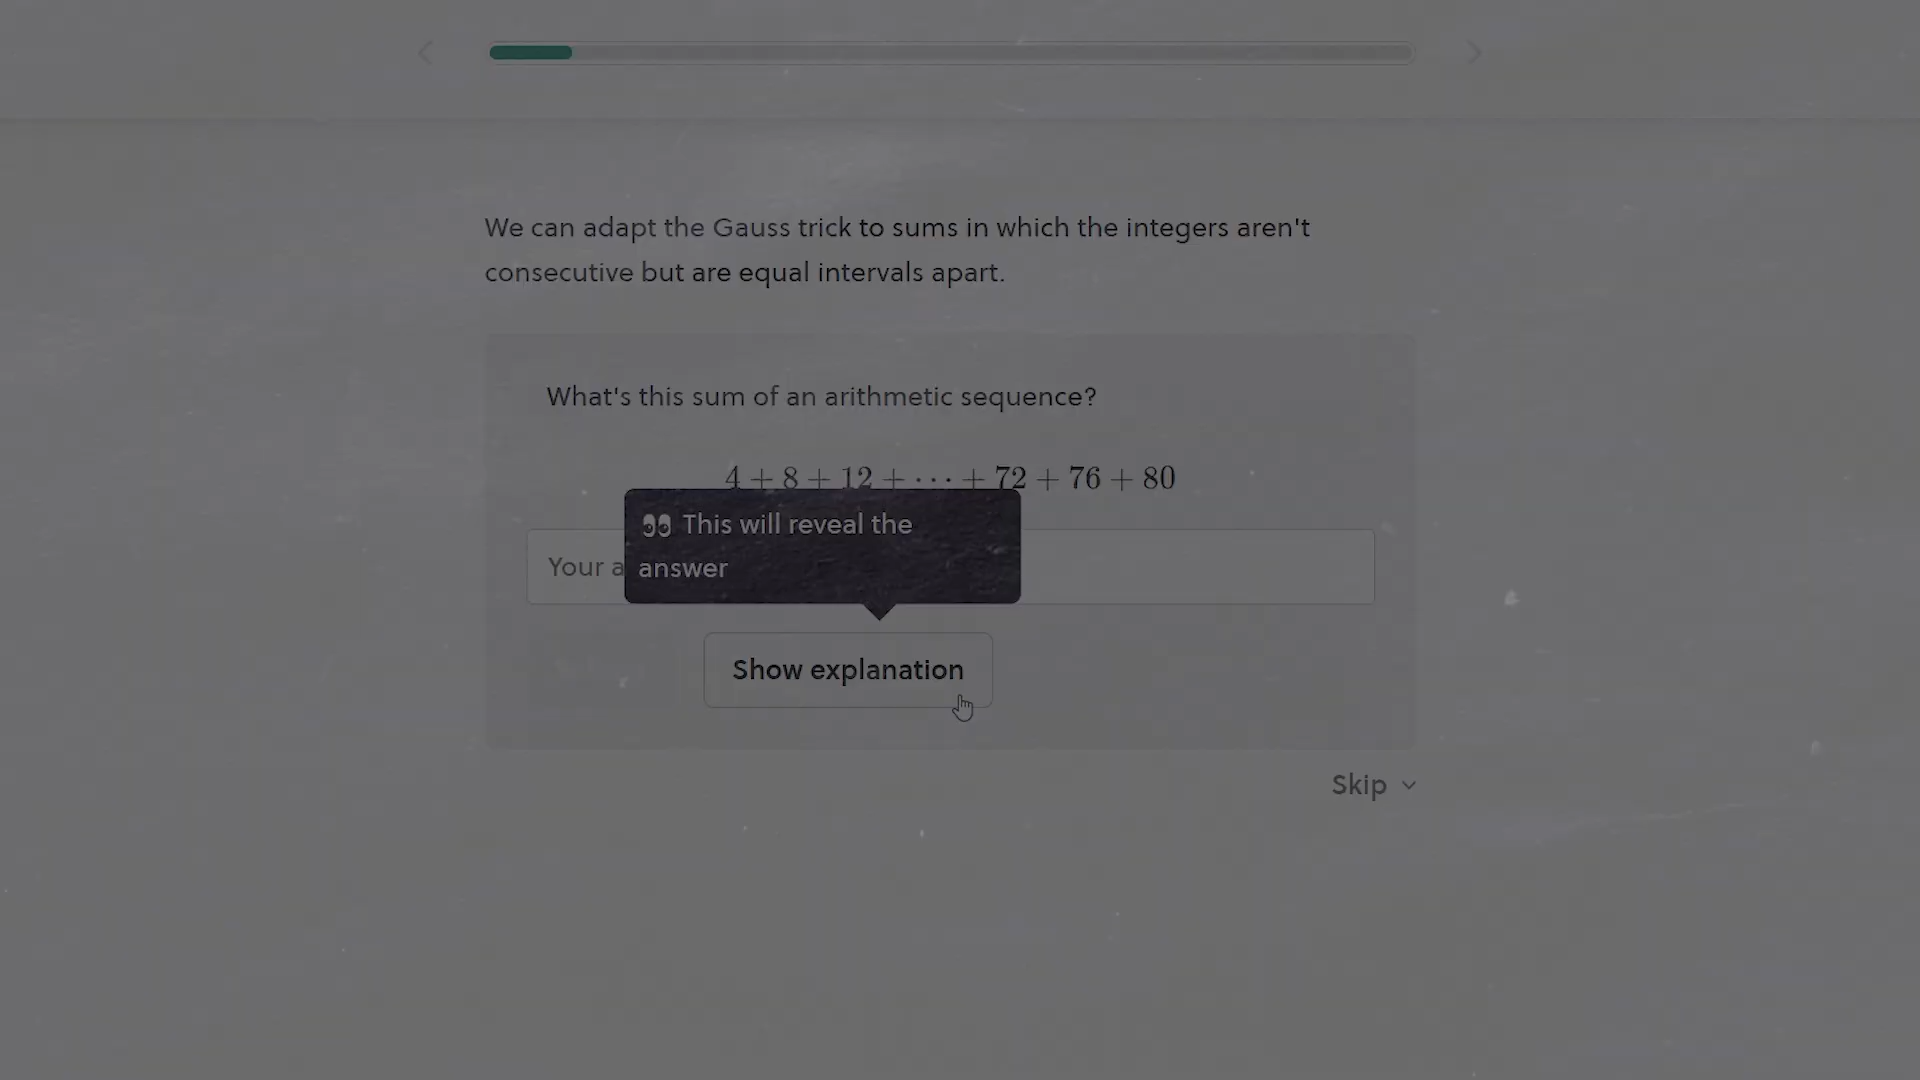 We can adapt the Gauss trick to sums in which the integers aren't
consecutive but are equal intervals apart.
What's this sum of an arithmetic sequence?
4 + 8 + 12 + ··· + 72 + 76 + 80
👀 This will reveal the
answer
Your a
Show explanation
Skip